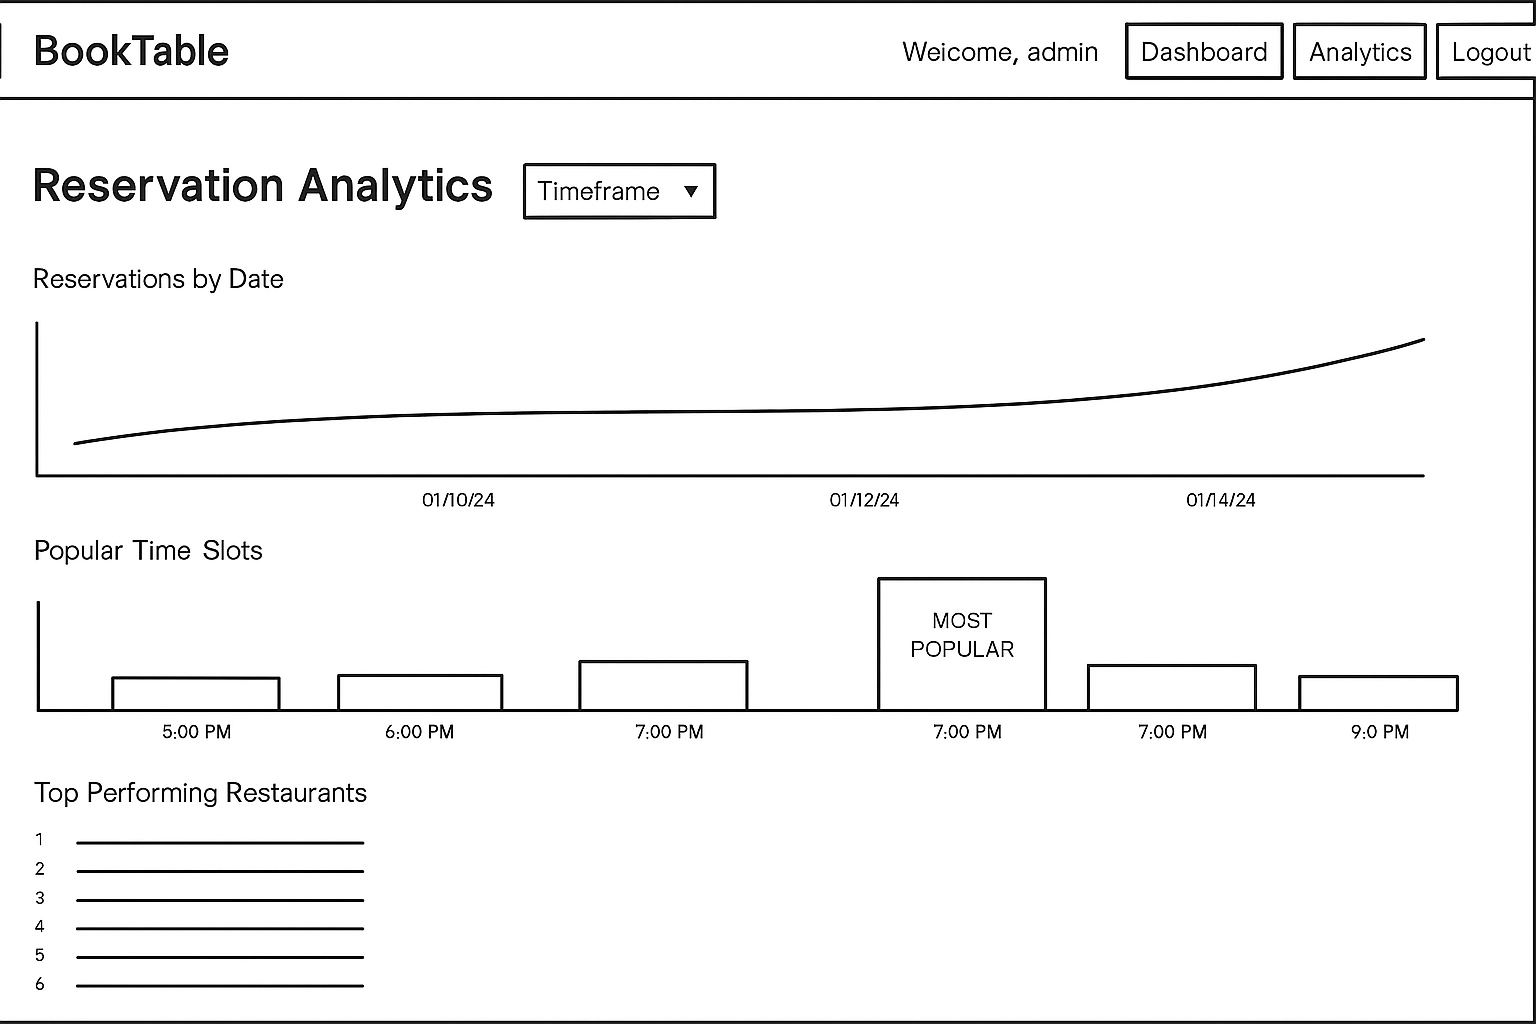 BookTable
Weicome, admin
Dashboard
Analytics
Logout
Reservation Analytics
Timeframe
Reservations by Date
01/10/24
01/12/24
01/14/24
Popular Time Slots
MOST
POPULAR
5:00 PM
6:00 PM
7:00 PM
7:00 PM
7:00 PM
9:0 PM
Top Performing Restaurants
1
2
3
4
5
6